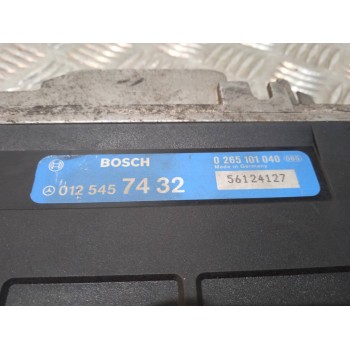 BOSCH 0 265 101 040
Made in Germany
012 545 74 32 56124127